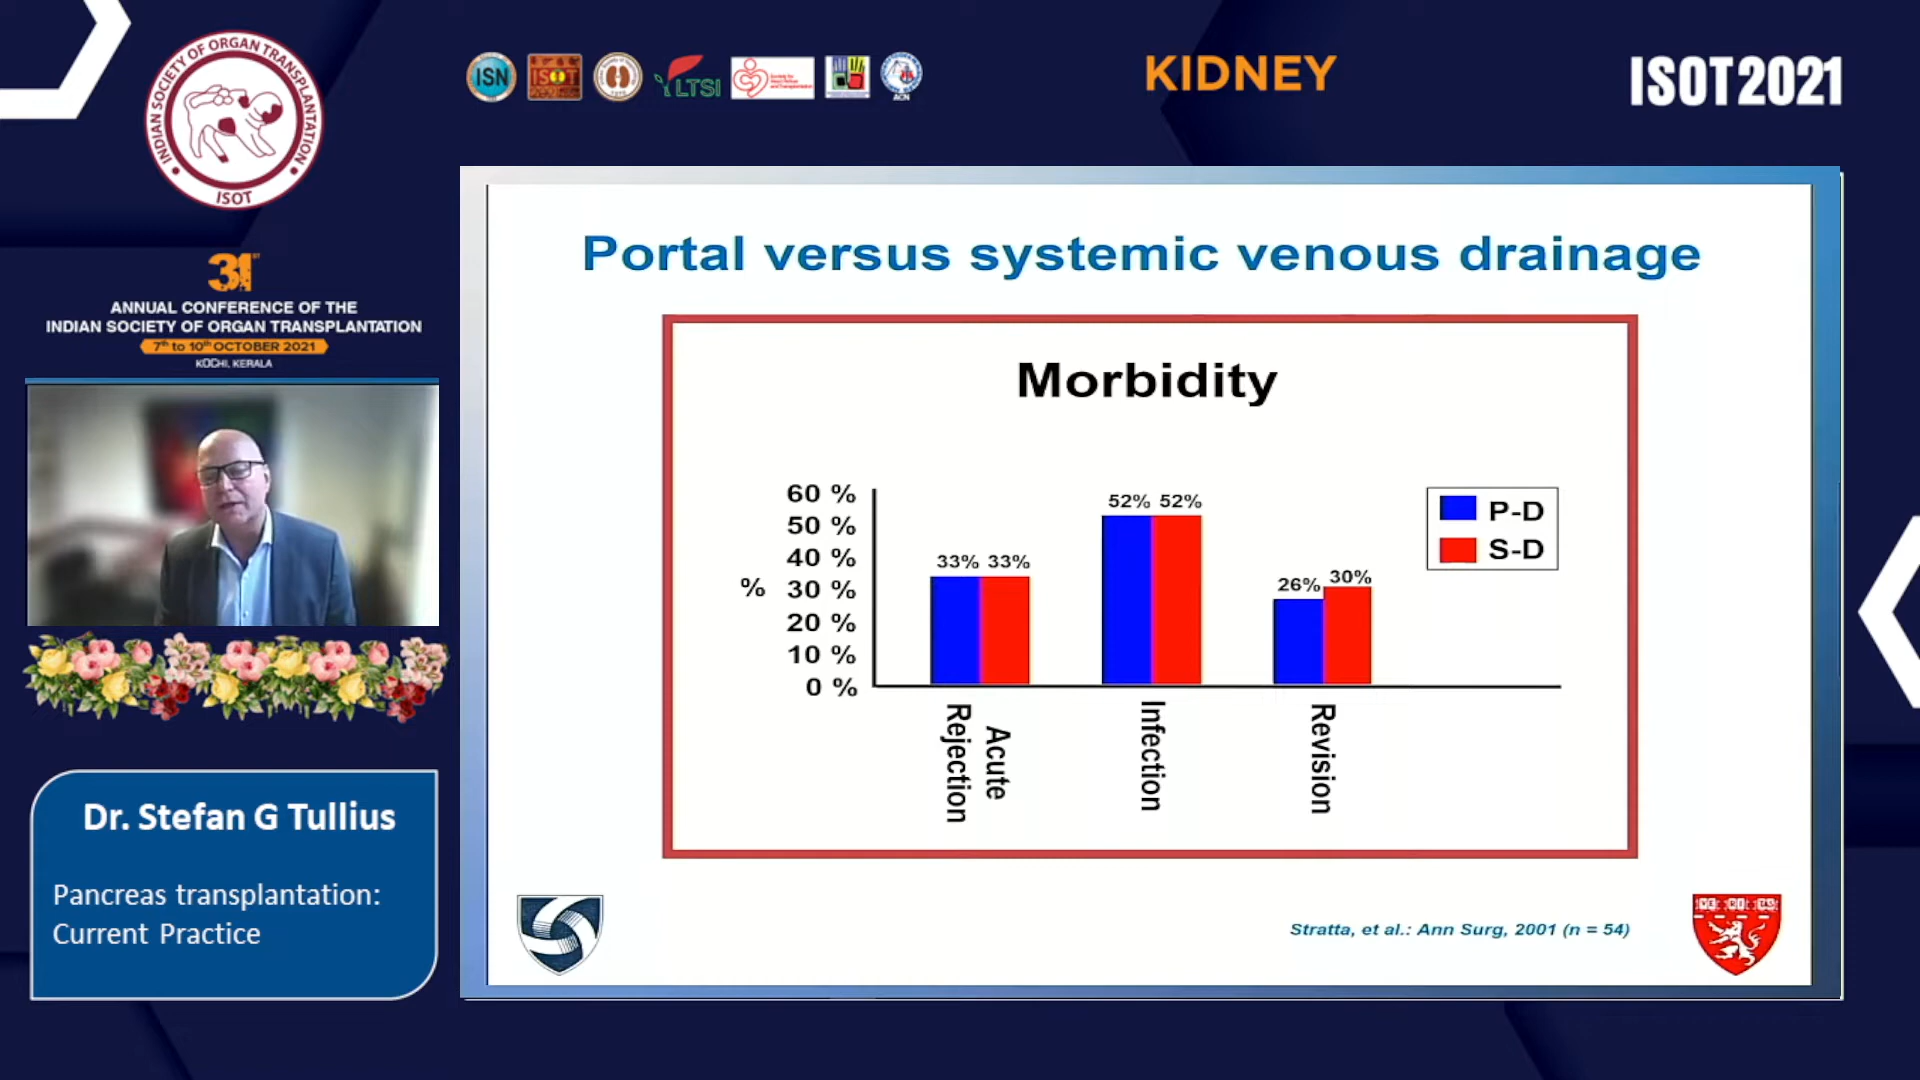 INDIAN SOCIETY OF ORGAN TRANSPLANTATION
ISOT
ISN
ISOT
LTSI
ACN
KIDNEY
ISOT2021
31ST
ANNUAL CONFERENCE OF THE
INDIAN SOCIETY OF ORGAN TRANSPLANTATION
7th to 10th OCTOBER 2021
KOCHI, KERALA
Dr. Stefan G Tullius
Pancreas transplantation:
Current Practice
Portal versus systemic venous drainage
Morbidity
%
60 %
50 %
40 %
30 %
20 %
10 %
0 %
33% 33%
52% 52%
26% 30%
Acute
Rejection
Infection
Revision
P-D
S-D
Stratta, et al.: Ann Surg, 2001 (n = 54)